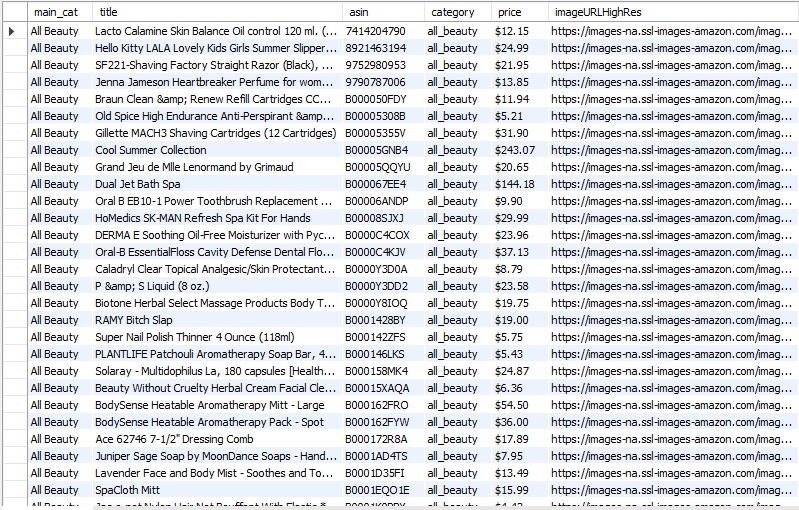 main_cat title asin category price imageURLHighRes
All Beauty Lacto Calamine Skin Balance Oil control 120 ml. (... 7414204790 all_beauty $12.15 https://images-na.ssl-images-amazon.com/imag...
All Beauty Hello Kitty LALA Lovely Kids Girls Summer Slipper... 8921463194 all_beauty $24.99 https://images-na.ssl-images-amazon.com/imag...
All Beauty SF221-Shaving Factory Straight Razor (Black), ... 9752980953 all_beauty $21.95 https://images-na.ssl-images-amazon.com/imag...
All Beauty Jenna Jameson Heartbreaker Perfume for wom... 9790787006 all_beauty $13.85 https://images-na.ssl-images-amazon.com/imag...
All Beauty Braun Clean &amp; Renew Refill Cartridges CC... B000050FDY all_beauty $11.94 https://images-na.ssl-images-amazon.com/imag...
All Beauty Old Spice High Endurance Anti-Perspirant &amp... B00005308B all_beauty $5.21 https://images-na.ssl-images-amazon.com/imag...
All Beauty Gillette MACH3 Shaving Cartridges (12 Cartridges) B00005355V all_beauty $31.90 https://images-na.ssl-images-amazon.com/imag...
All Beauty Cool Summer Collection B00005GNB4 all_beauty $243.07 https://images-na.ssl-images-amazon.com/imag...
All Beauty Grand Jeu de Mlle Lenormand by Grimaud B00005QQYU all_beauty $20.65 https://images-na.ssl-images-amazon.com/imag...
All Beauty Dual Jet Bath Spa B000067EE4 all_beauty $144.18 https://images-na.ssl-images-amazon.com/imag...
All Beauty Oral B EB10-1 Power Toothbrush Replacement ... B00006ANDP all_beauty $9.90 https://images-na.ssl-images-amazon.com/imag...
All Beauty HoMedics SK-MAN Refresh Spa Kit For Hands B00008SJXJ all_beauty $29.99 https://images-na.ssl-images-amazon.com/imag...
All Beauty DERMA E Soothing Oil-Free Moisturizer with Pyc... B0000C4COX all_beauty $23.96 https://images-na.ssl-images-amazon.com/imag...
All Beauty Oral-B EssentialFloss Cavity Defense Dental Flo... B0000C4KJV all_beauty $37.13 https://images-na.ssl-images-amazon.com/imag...
All Beauty Caladryl Clear Topical Analgesic/Skin Protectant... B0000Y3D0A all_beauty $8.79 https://images-na.ssl-images-amazon.com/imag...
All Beauty P &amp; S Liquid (8 oz.) B0000Y3DD2 all_beauty $23.58 https://images-na.ssl-images-amazon.com/imag...
All Beauty Biotone Herbal Select Massage Products Body T... B0000Y8IOQ all_beauty $19.75 https://images-na.ssl-images-amazon.com/imag...
All Beauty RAMY Bitch Slap B0001428BY all_beauty $19.00 https://images-na.ssl-images-amazon.com/imag...
All Beauty Super Nail Polish Thinner 4 Ounce (118ml) B000142ZFS all_beauty $5.75 https://images-na.ssl-images-amazon.com/imag...
All Beauty PLANTLIFE Patchouli Aromatherapy Soap Bar, 4... B000146LKS all_beauty $5.43 https://images-na.ssl-images-amazon.com/imag...
All Beauty Solaray - Multidophilus La, 180 capsules [Health... B000158MK4 all_beauty $24.87 https://images-na.ssl-images-amazon.com/imag...
All Beauty Beauty Without Cruelty Herbal Cream Facial Cle... B00015XAQA all_beauty $6.36 https://images-na.ssl-images-amazon.com/imag...
All Beauty BodySense Heatable Aromatherapy Mitt - Large B000162FRO all_beauty $54.50 https://images-na.ssl-images-amazon.com/imag...
All Beauty BodySense Heatable Aromatherapy Pack - Spot B000162FYW all_beauty $36.00 https://images-na.ssl-images-amazon.com/imag...
All Beauty Ace 62746 7-1/2" Dressing Comb B000172R8A all_beauty $17.89 https://images-na.ssl-images-amazon.com/imag...
All Beauty Juniper Sage Soap by MoonDance Soaps - Hand... B0001AD4TS all_beauty $7.95 https://images-na.ssl-images-amazon.com/imag...
All Beauty Lavender Face and Body Mist - Soothes and To... B0001D35FI all_beauty $13.49 https://images-na.ssl-images-amazon.com/imag...
All Beauty SpaCloth Mitt B0001EQO1E all_beauty $15.99 https://images-na.ssl-images-amazon.com/imag...